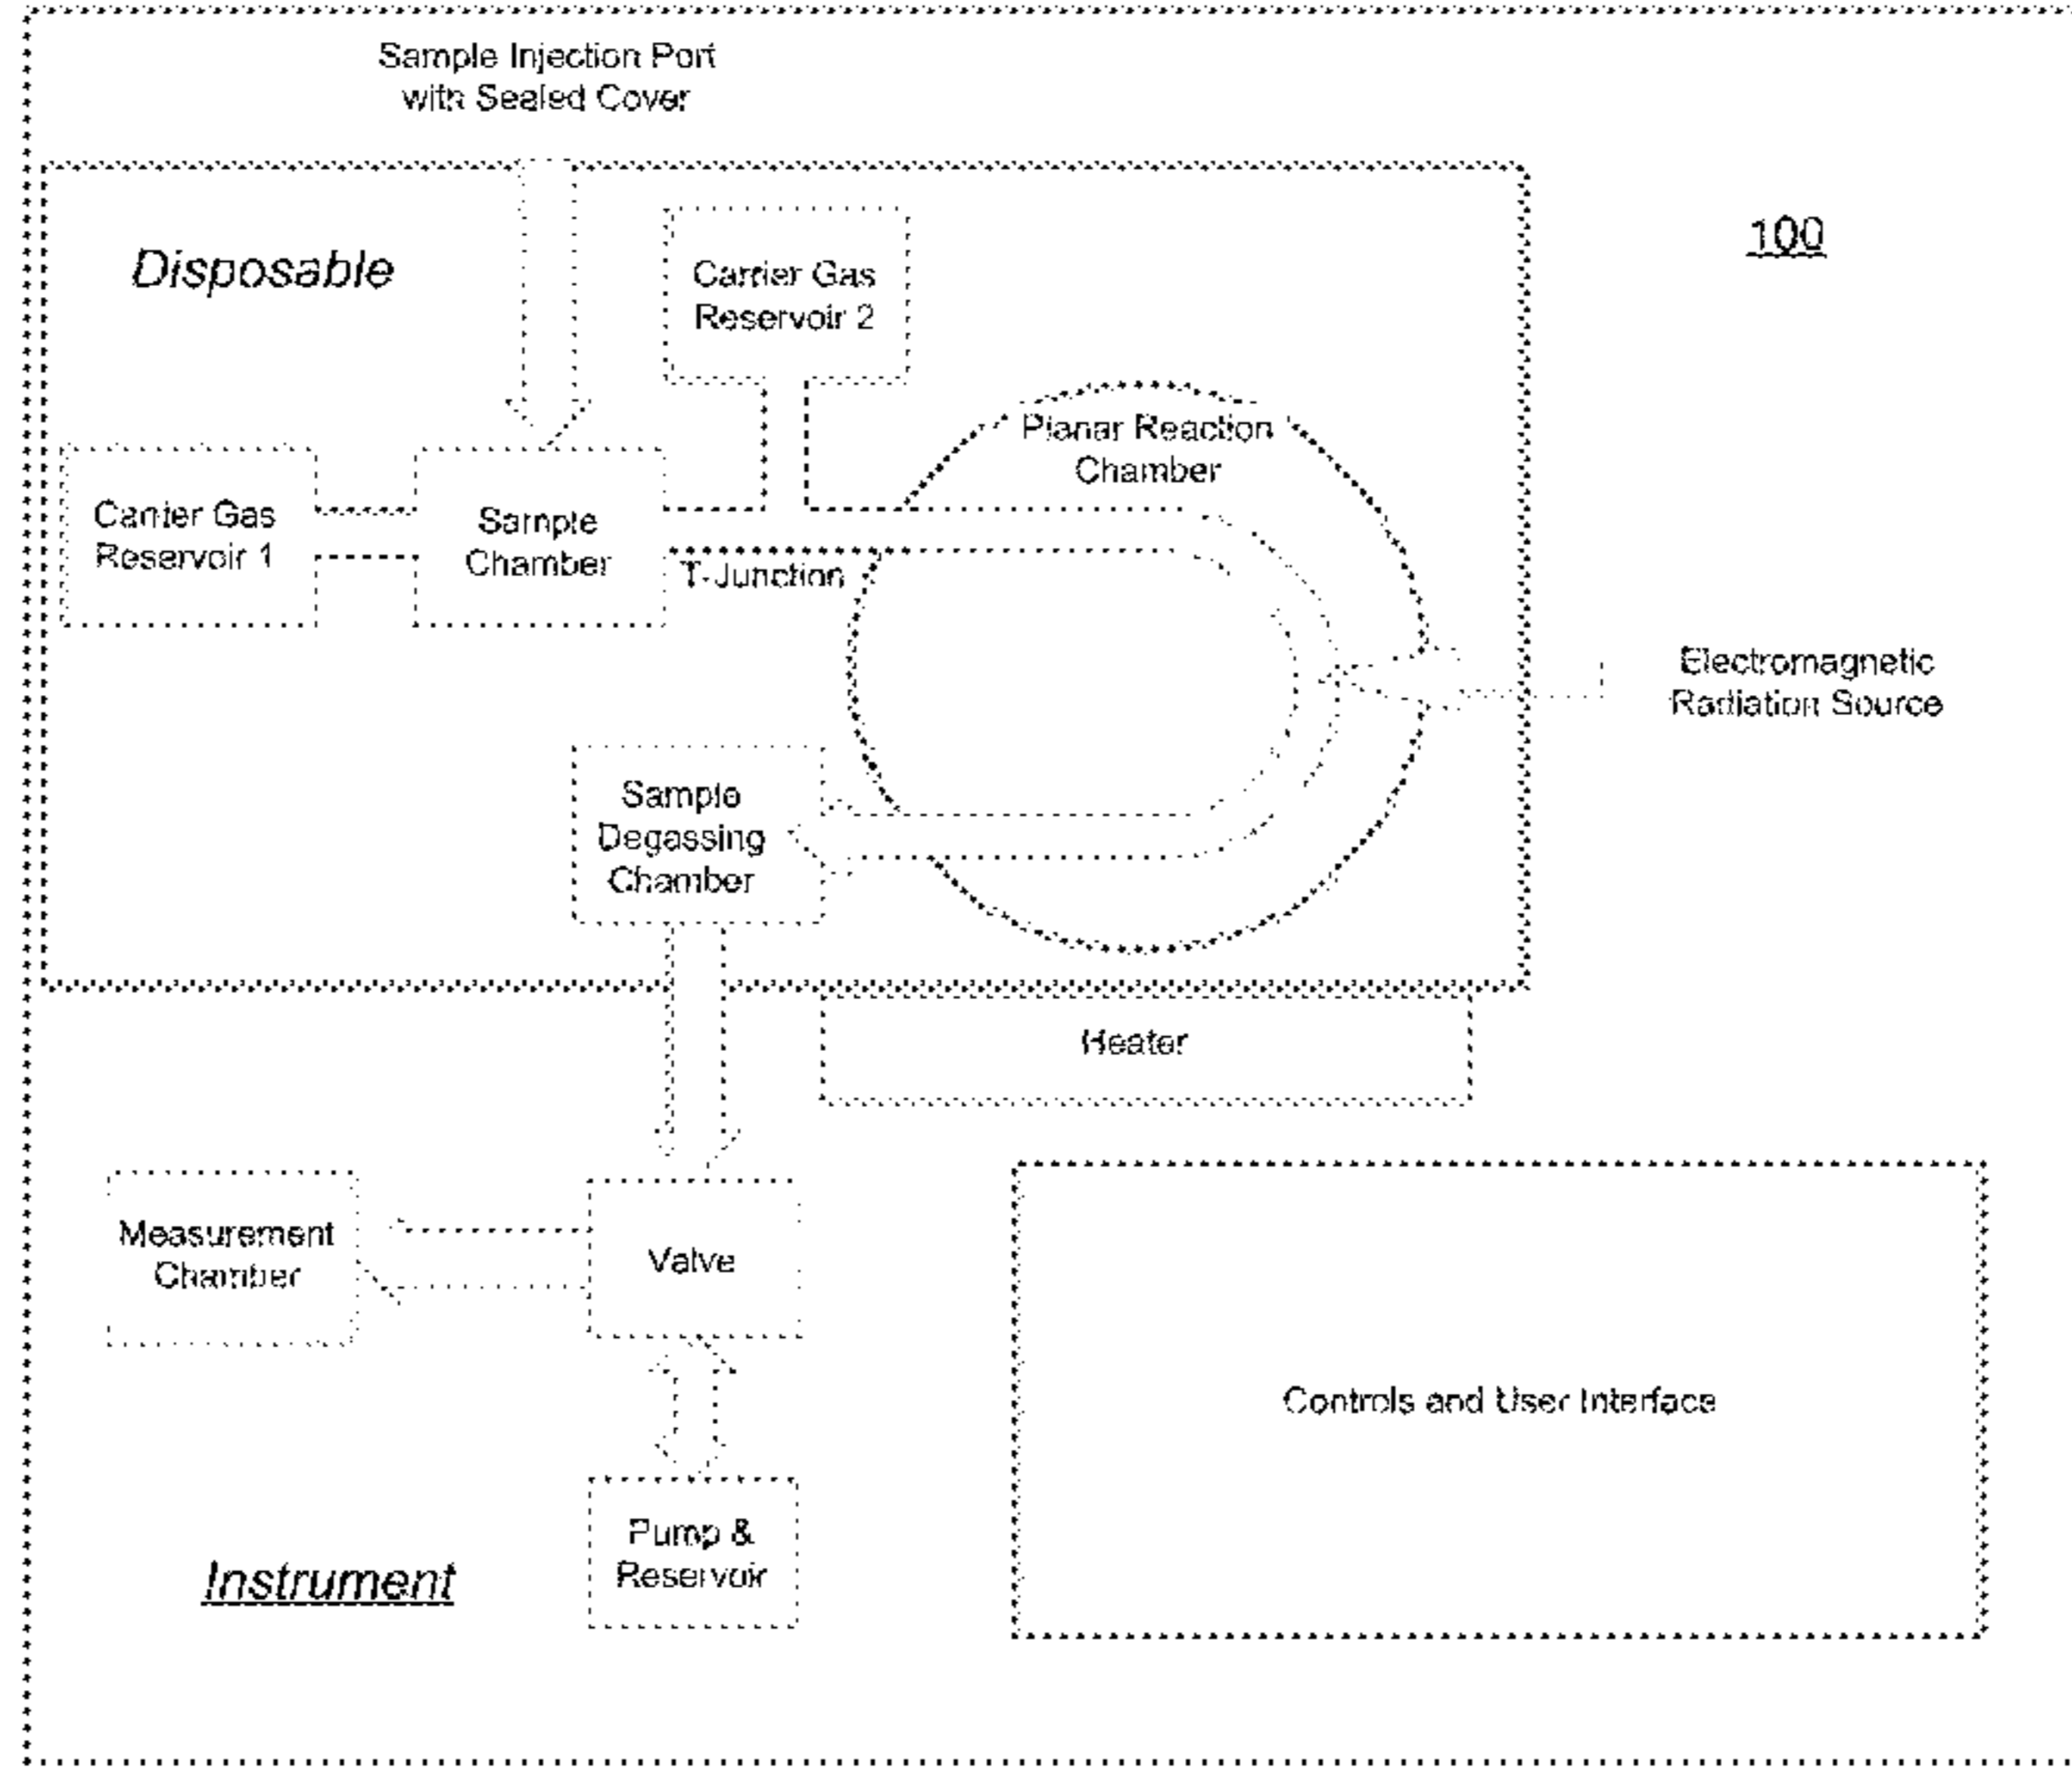 Sample Injection Port
with Sealed Cover
100
Disposable
Carrier Gas
Reservoir 2
Planar Reaction
Chamber
Carrier Gas
Reservoir 1
Sample
Chamber
T-Junction
Electromagnetic
Radiation Source
Sample
Degassing
Chamber
Heater
Measurement
Chamber
Valve
Controls and User Interface
Pump &
Reservoir
Instrument